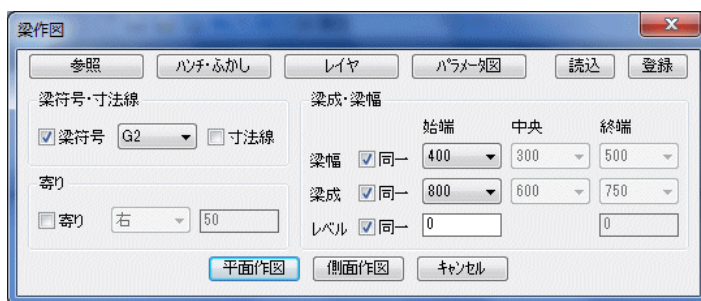 梁作図
参照 ハンチ・ふかし レイヤ パラメータ図 読込 登録
梁符号・寸法線
梁符号 G2 寸法線
寄り
寄り 右 50
梁成・梁幅
始端 中央 終端
梁幅 同一 400 300 500
梁成 同一 800 600 750
レベル 同一 0 0
平面作図 側面作図 キャンセル